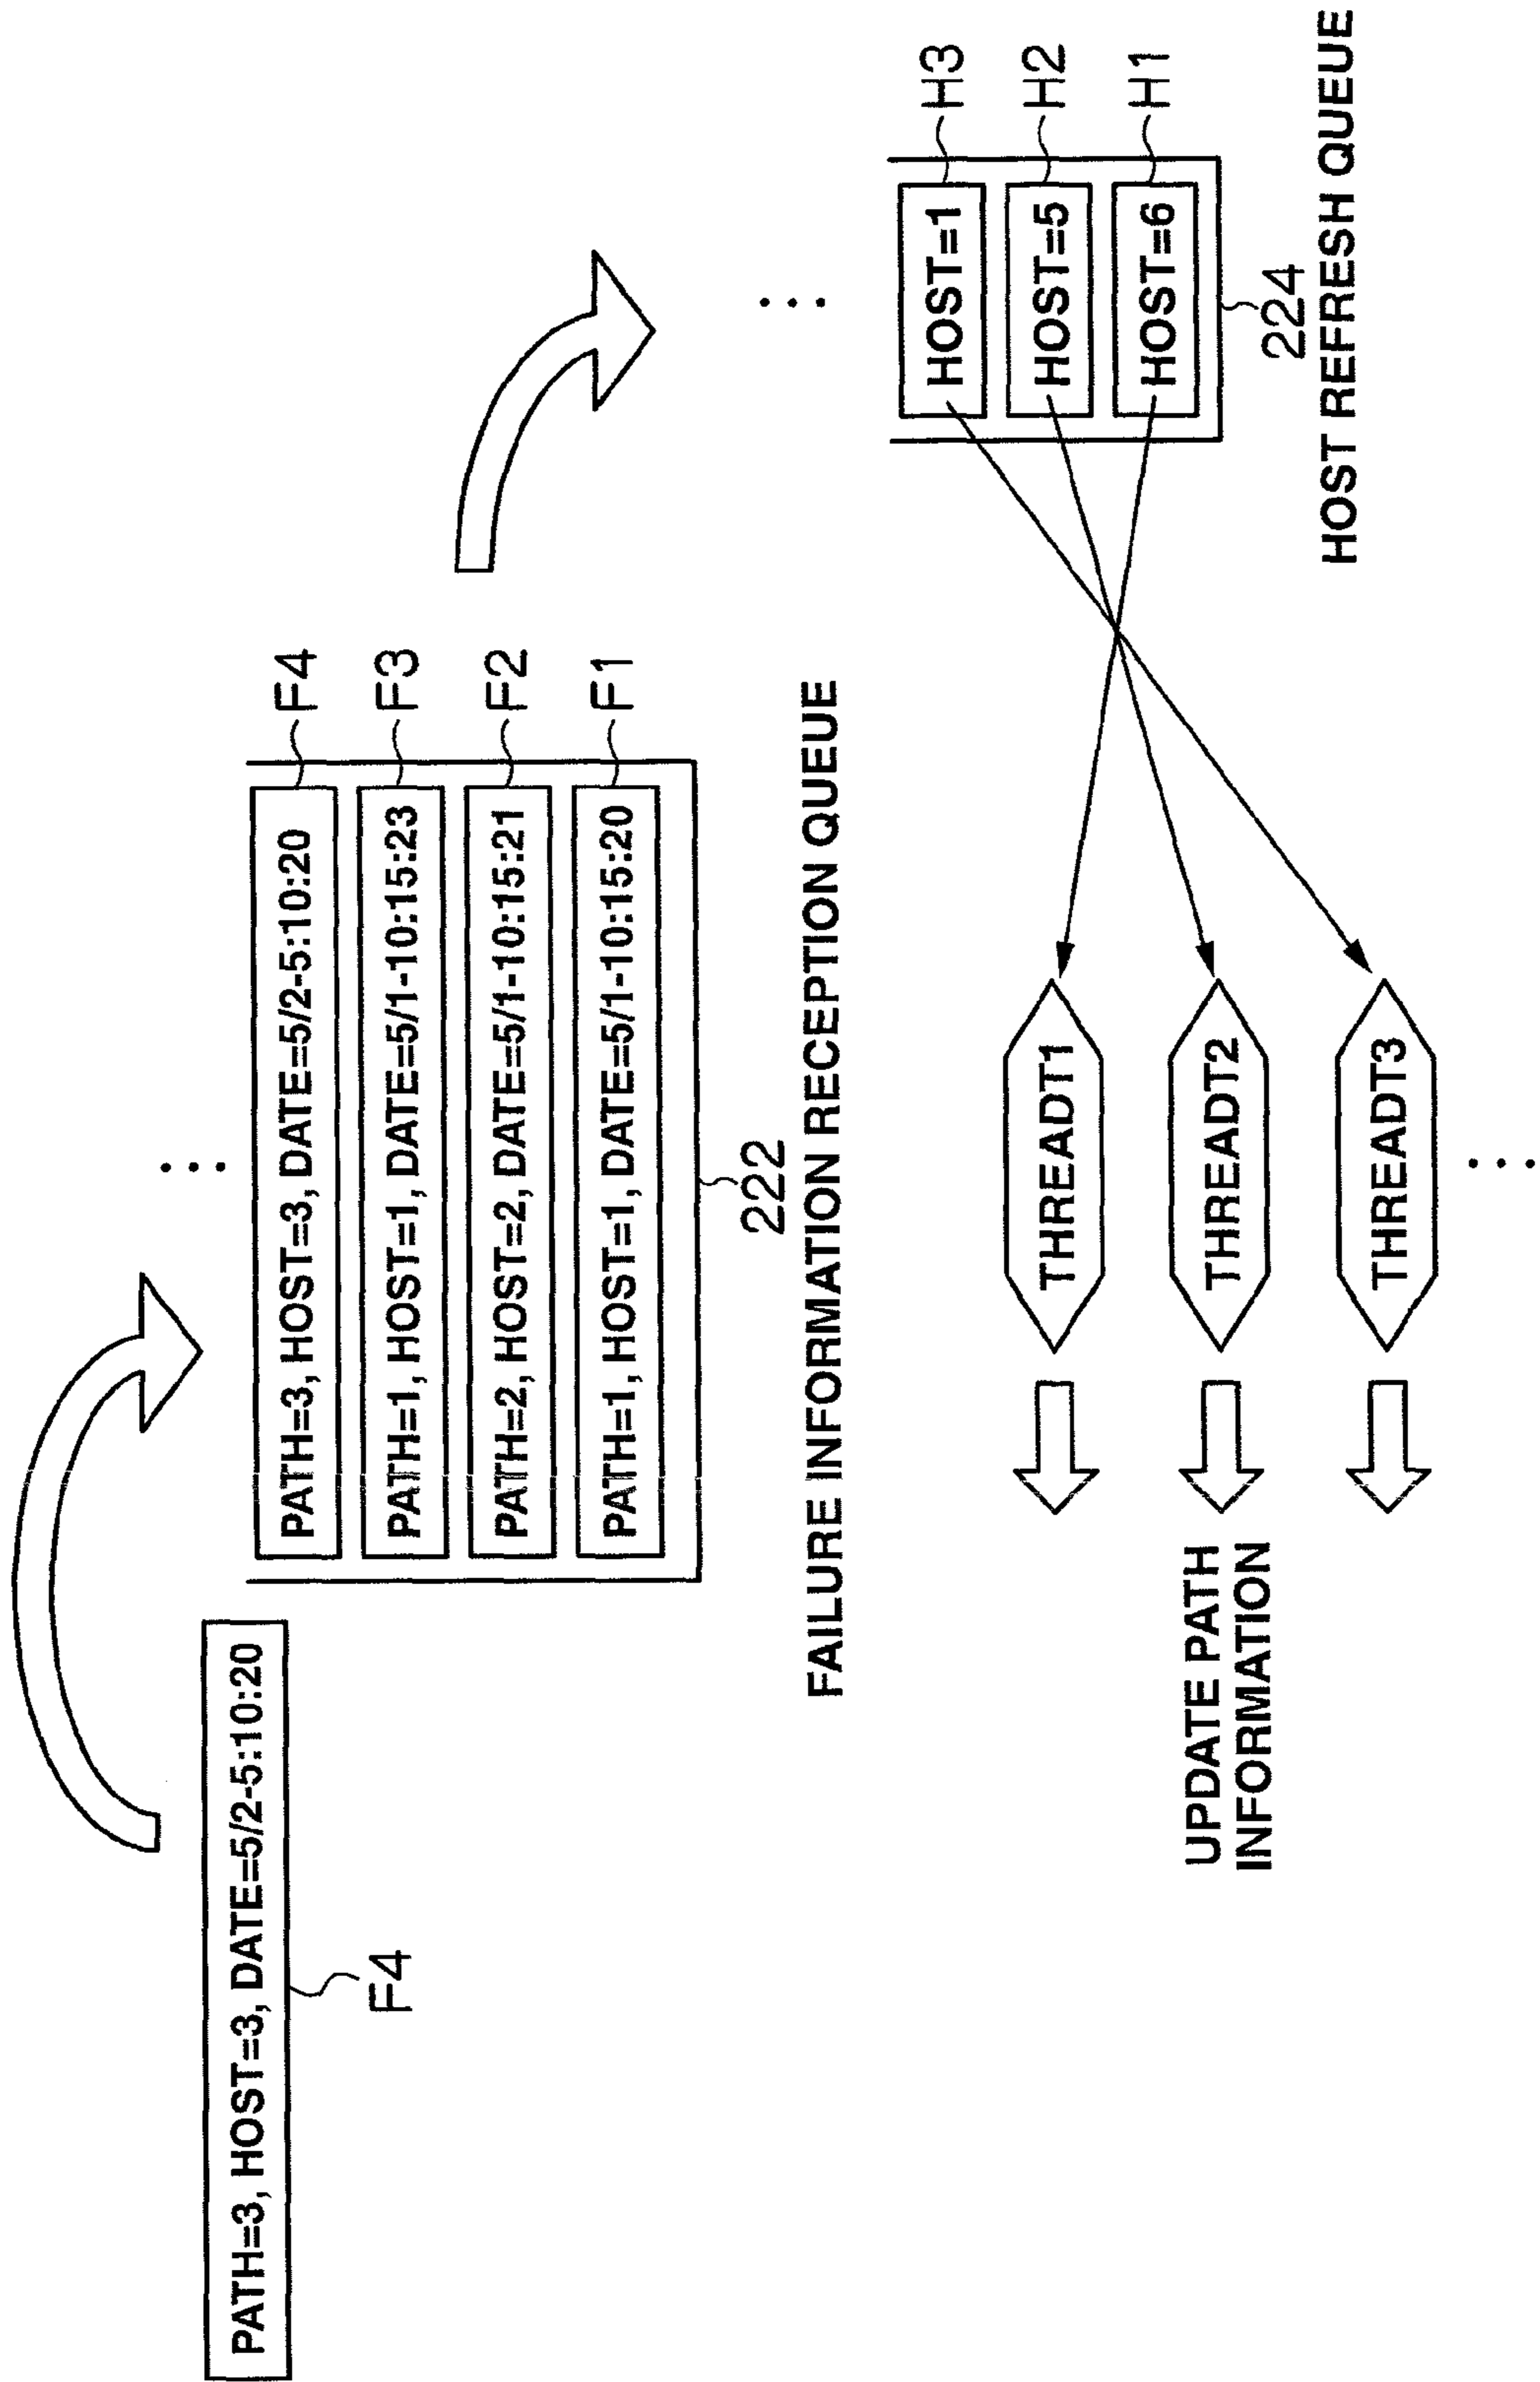 PATH=3, HOST=3, DATE=5/2-5:10:20
F4
PATH=3, HOST=3, DATE=5/2-5:10:20
F4
PATH=1, HOST=1, DATE=5/1-10:15:23
F3
PATH=2, HOST=2, DATE=5/1-10:15:21
F2
PATH=1, HOST=1, DATE=5/1-10:15:20
F1
222
FAILURE INFORMATION RECEPTION QUEUE
HOST=1
H3
HOST=5
H2
HOST=6
H1
224
HOST REFRESH QUEUE
THREADT1
THREADT2
THREADT3
UPDATE PATH
INFORMATION